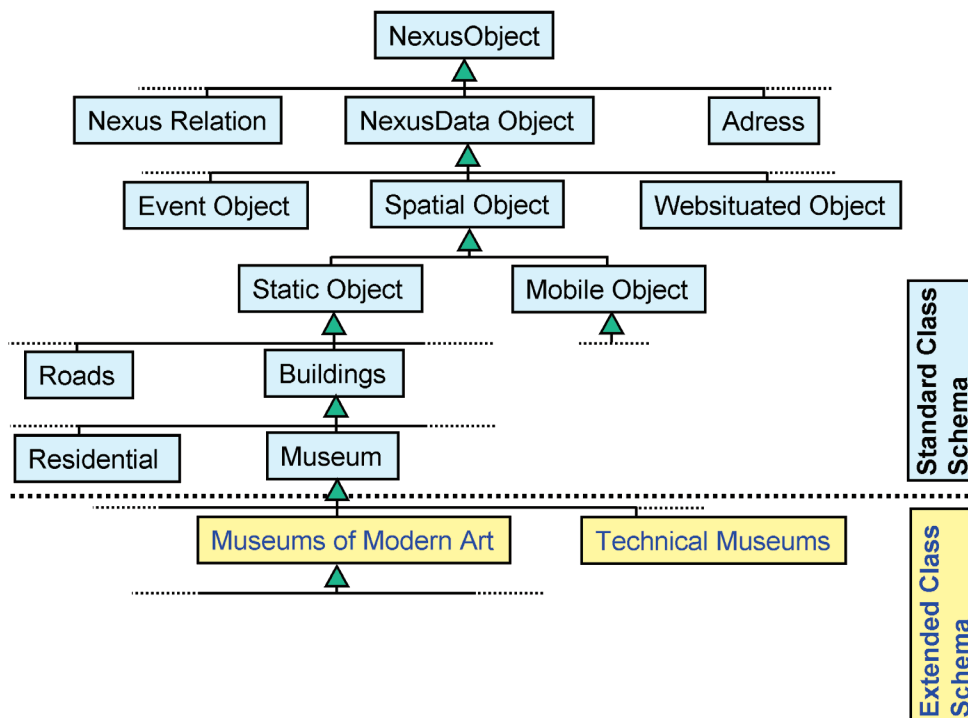 NexusObject
Nexus Relation
NexusData Object
Adress
Event Object
Spatial Object
Websituated Object
Static Object
Mobile Object
Roads
Buildings
Residential
Museum
Standard Class
Schema
Museums of Modern Art
Technical Museums
Extended Class
Schema